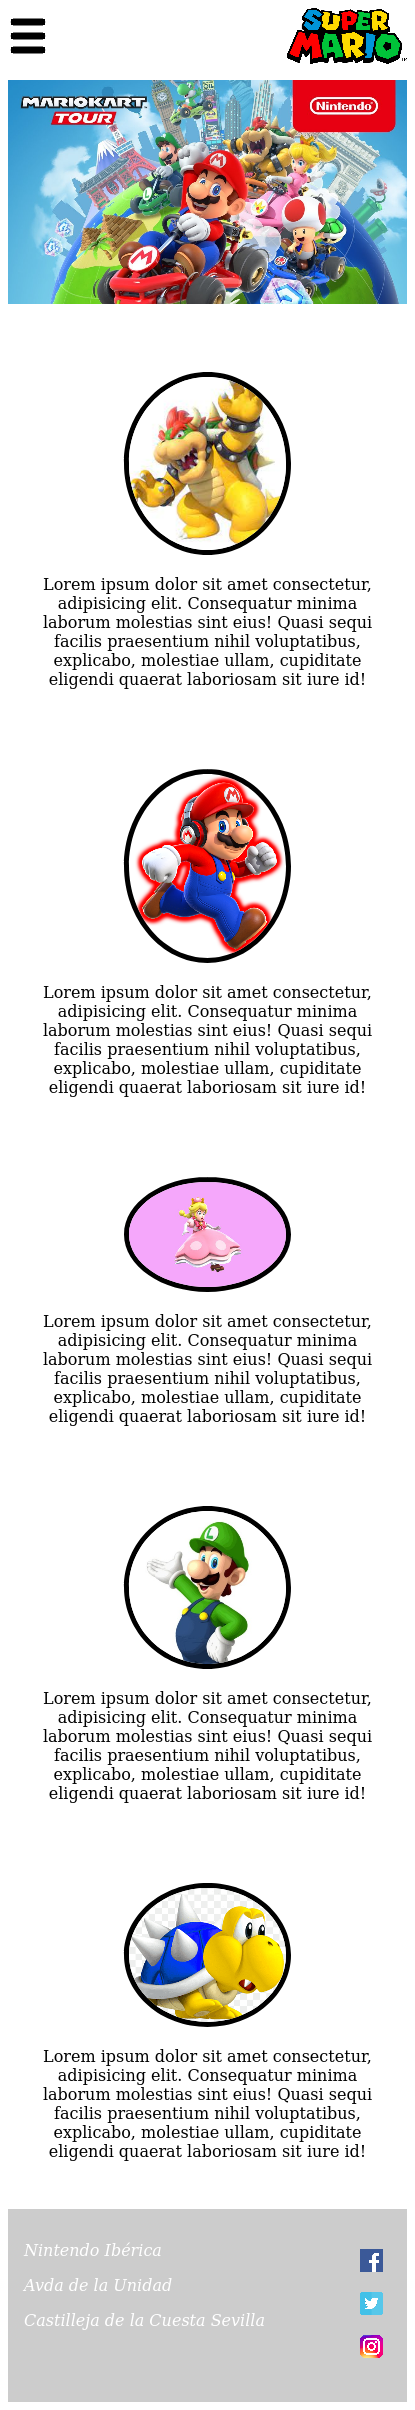 SUPER
MARIO
TM
MARIOKART
TOUR
Nintendo
Lorem ipsum dolor sit amet consectetur,
adipisicing elit. Consequatur minima
laborum molestias sint eius! Quasi sequi
facilis praesentium nihil voluptatibus,
explicabo, molestiae ullam, cupiditate
eligendi quaerat laboriosam sit iure id!
M
Lorem ipsum dolor sit amet consectetur,
adipisicing elit. Consequatur minima
laborum molestias sint eius! Quasi sequi
facilis praesentium nihil voluptatibus,
explicabo, molestiae ullam, cupiditate
eligendi quaerat laboriosam sit iure id!
Lorem ipsum dolor sit amet consectetur,
adipisicing elit. Consequatur minima
laborum molestias sint eius! Quasi sequi
facilis praesentium nihil voluptatibus,
explicabo, molestiae ullam, cupiditate
eligendi quaerat laboriosam sit iure id!
L
Lorem ipsum dolor sit amet consectetur,
adipisicing elit. Consequatur minima
laborum molestias sint eius! Quasi sequi
facilis praesentium nihil voluptatibus,
explicabo, molestiae ullam, cupiditate
eligendi quaerat laboriosam sit iure id!
Lorem ipsum dolor sit amet consectetur,
adipisicing elit. Consequatur minima
laborum molestias sint eius! Quasi sequi
facilis praesentium nihil voluptatibus,
explicabo, molestiae ullam, cupiditate
eligendi quaerat laboriosam sit iure id!
Nintendo Ibérica
Avda de la Unidad
Castilleja de la Cuesta Sevilla